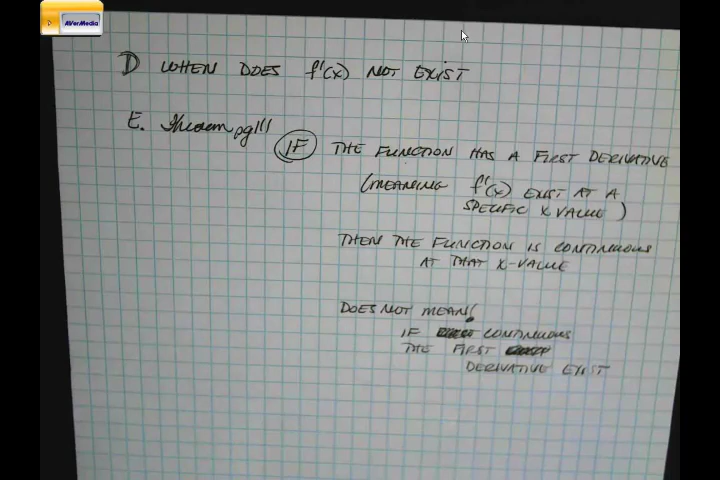 AVerMedia
D WHEN DOES f'(x) NOT EXIST
E. Theorem pg 111
IF THE FUNCTION HAS A FIRST DERIVATIVE
(MEANING f'(x) EXIST AT A
SPECIFIC X VALUE)
THEN THE FUNCTION IS CONTINUOUS
AT THAT X-VALUE
DOES NOT MEAN!
IF CONTINUOUS
THE FIRST
DERIVATIVE EXIST